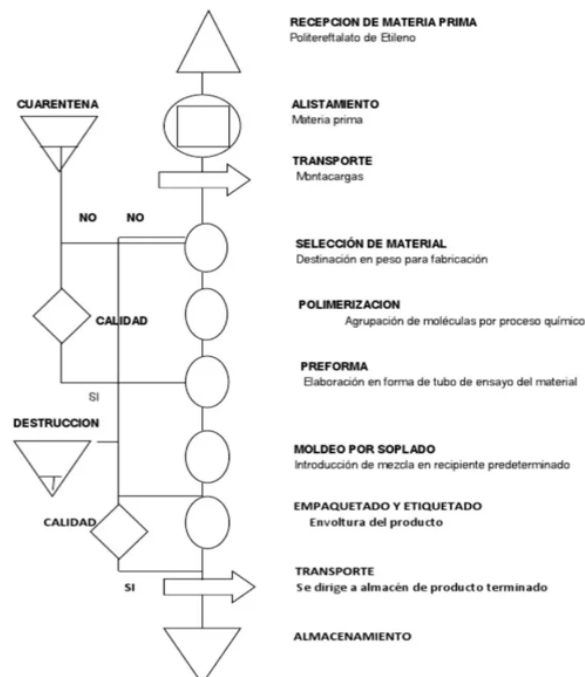 RECEPCION DE MATERIA PRIMA
Politereftalato de Etileno
CUARENTENA
ALISTAMIENTO
Materia prima
TRANSPORTE
Montacargas
NO NO
SELECCIÓN DE MATERIAL
Destinación en peso para fabricación
POLIMERIZACION
CALIDAD
Agrupación de moléculas por proceso químico
PREFORMA
Elaboración en forma de tubo de ensayo del material
SI
DESTRUCCION
MOLDEO POR SOPLADO
Introducción de mezcla en recipiente predeterminado
EMPAQUETADO Y ETIQUETADO
CALIDAD
Envoltura del producto
TRANSPORTE
SI
Se dirige a almacén de producto terminado
ALMACENAMIENTO